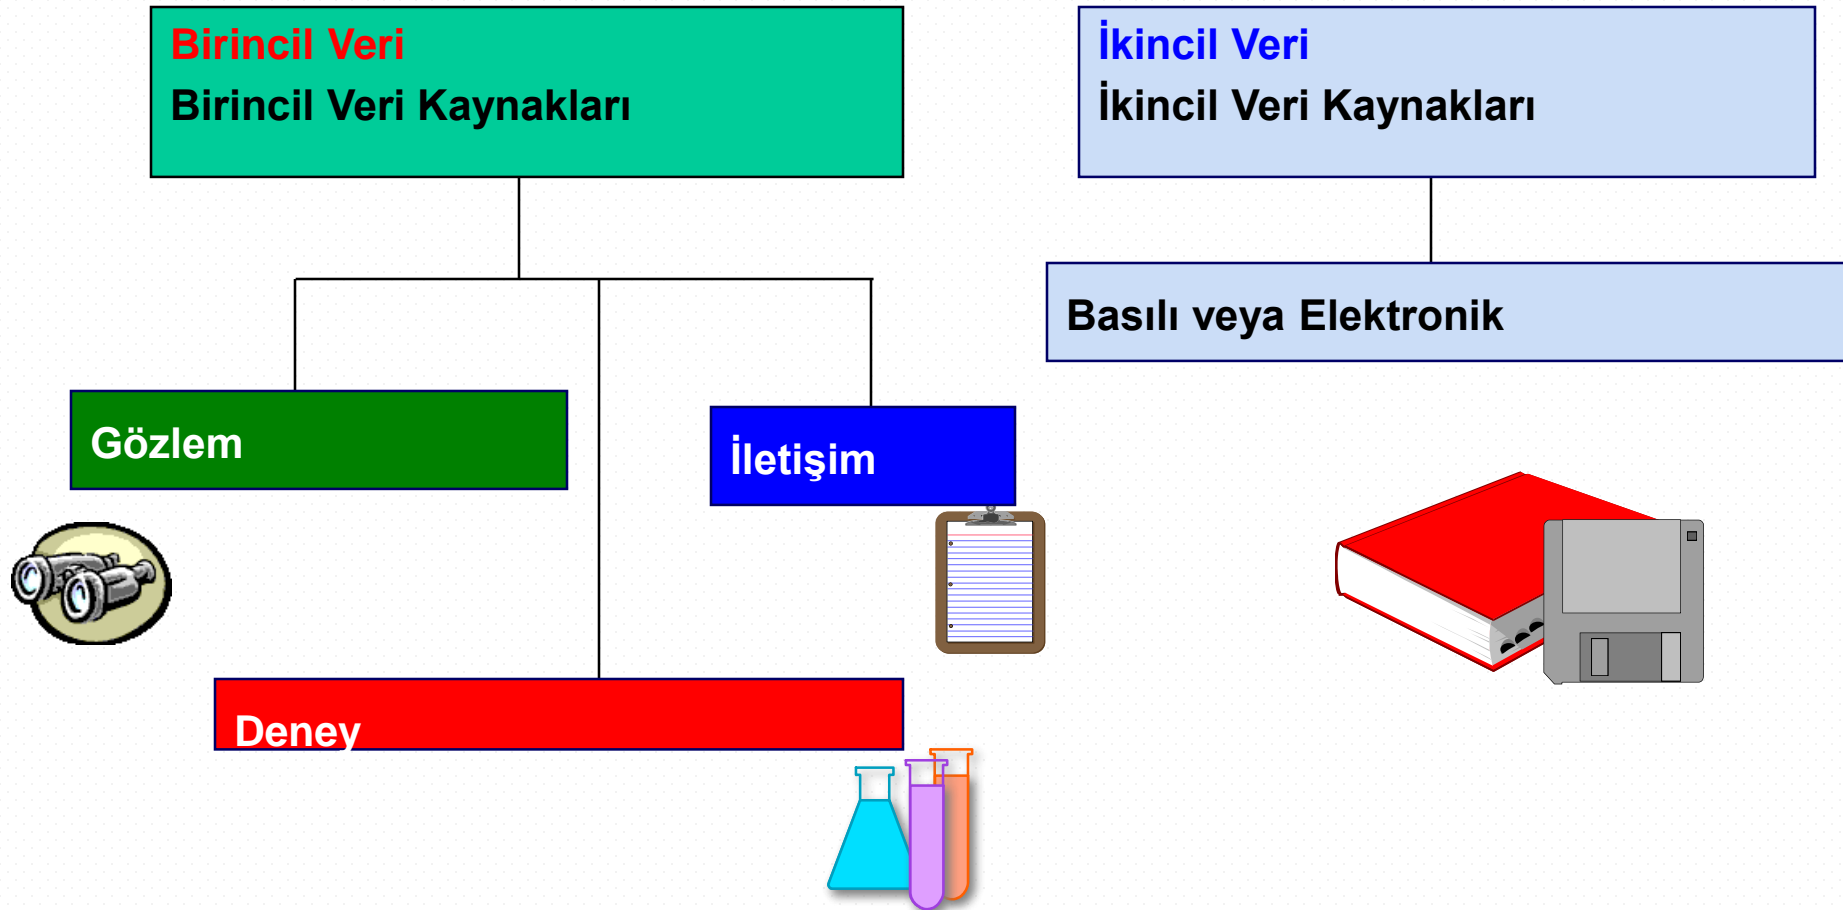 Birincil Veri
Birincil Veri Kaynakları
İkincil Veri
İkincil Veri Kaynakları
Basılı veya Elektronik
Gözlem
İletişim
Deney